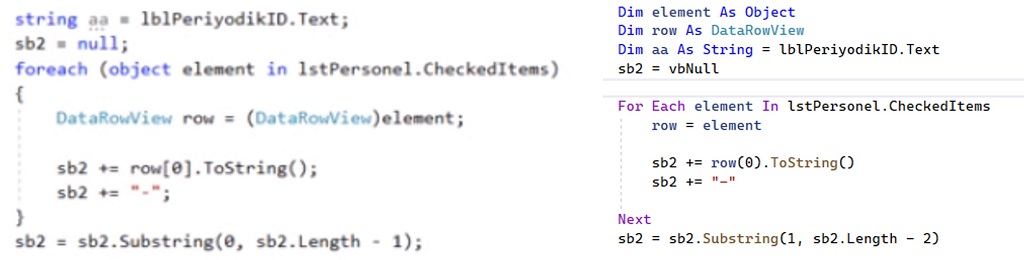 string aa = lblPeriyodikID.Text;
sb2 = null;
foreach (object element in lstPersonel.CheckedItems)
{
DataRowView row = (DataRowView)element;
sb2 += row[0].ToString();
sb2 += "-";
}
sb2 = sb2.Substring(0, sb2.Length - 1);
Dim element As Object
Dim row As DataRowView
Dim aa As String = lblPeriyodikID.Text
sb2 = vbNull
For Each element In lstPersonel.CheckedItems
row = element
sb2 += row(0).ToString()
sb2 += "-"
Next
sb2 = sb2.Substring(1, sb2.Length - 2)